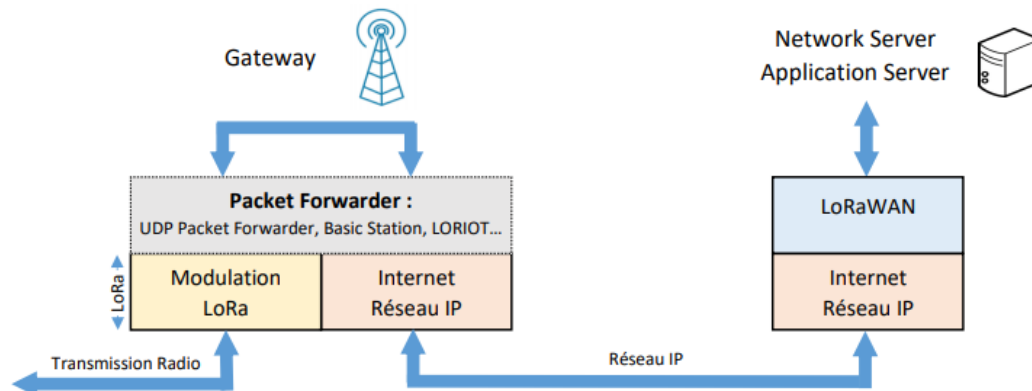 Gateway
Network Server
Application Server
Packet Forwarder :
UDP Packet Forwarder, Basic Station, LORIOT...
LoRaWAN
LoRa
Modulation
LoRa
Internet
Réseau IP
Internet
Réseau IP
Transmission Radio
Réseau IP